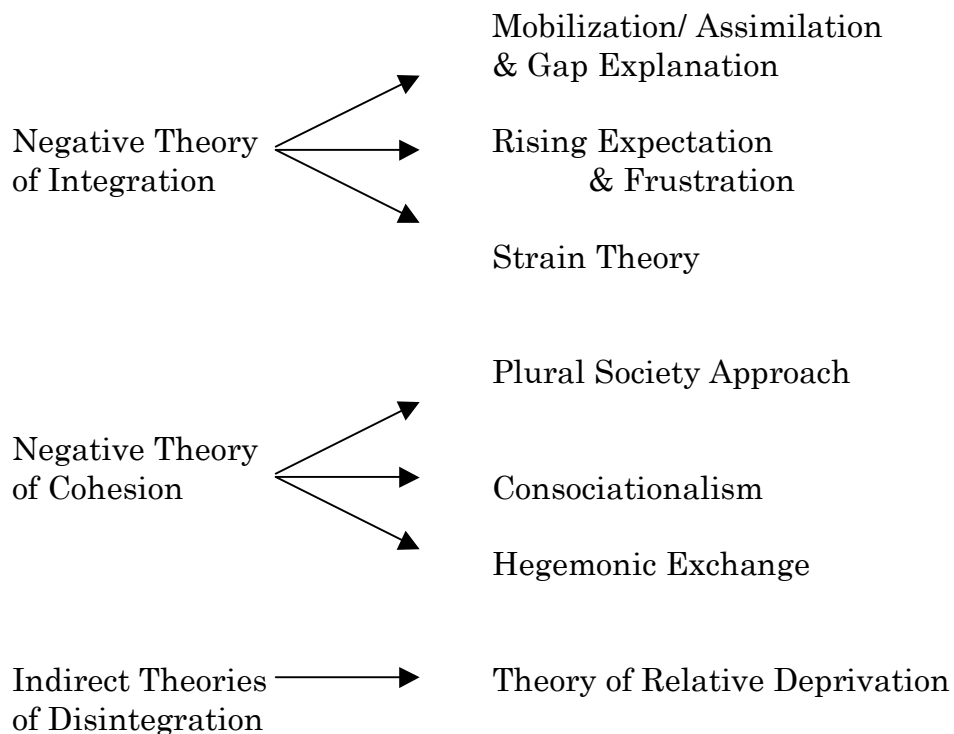 Mobilization/ Assimilation
& Gap Explanation
Negative Theory
of Integration
Rising Expectation
& Frustration
Strain Theory
Plural Society Approach
Negative Theory
of Cohesion
Consociationalism
Hegemonic Exchange
Indirect Theories
of Disintegration
Theory of Relative Deprivation